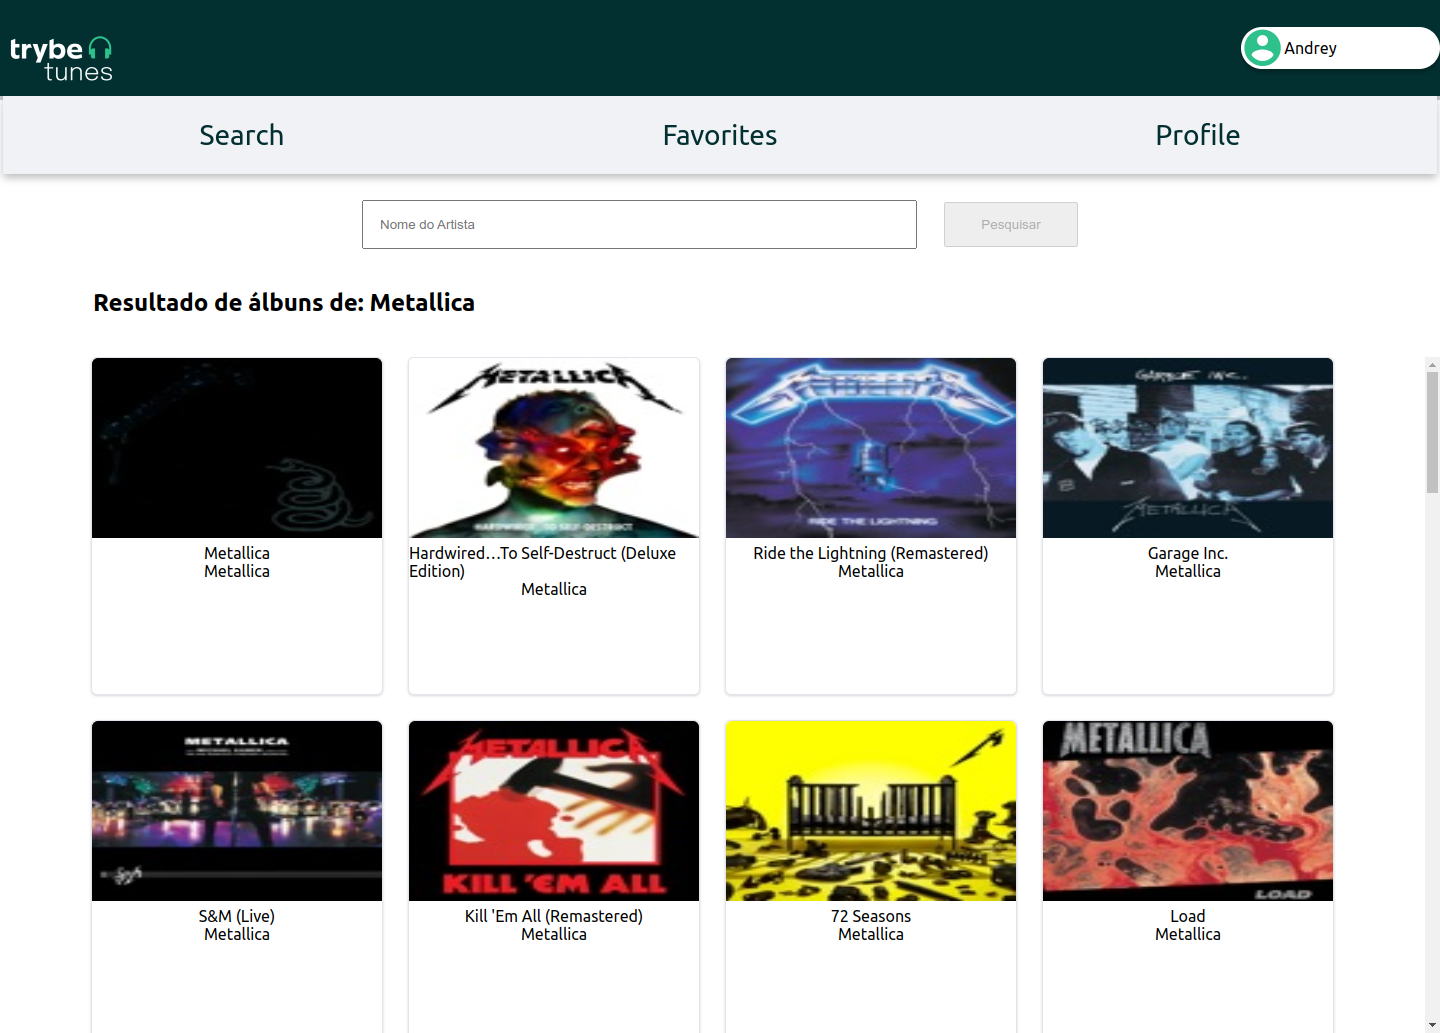 trybe
tunes
Andrey
Search
Favorites
Profile
Nome do Artista
Pesquisar
Resultado de álbuns de: Metallica
METALLICA
HARDWIRED...TO SELF-DESTRUCT
METALLICA
RIDE THE LIGHTNING
GARAGE INC.
METALLICA
Metallica
Metallica
Hardwired...To Self-Destruct (Deluxe
Edition)
Metallica
Ride the Lightning (Remastered)
Metallica
Garage Inc.
Metallica
METALLICA
S&M
METALLICA
KILL 'EM ALL
METALLICA
LOAD
S&M (Live)
Metallica
Kill 'Em All (Remastered)
Metallica
72 Seasons
Metallica
Load
Metallica